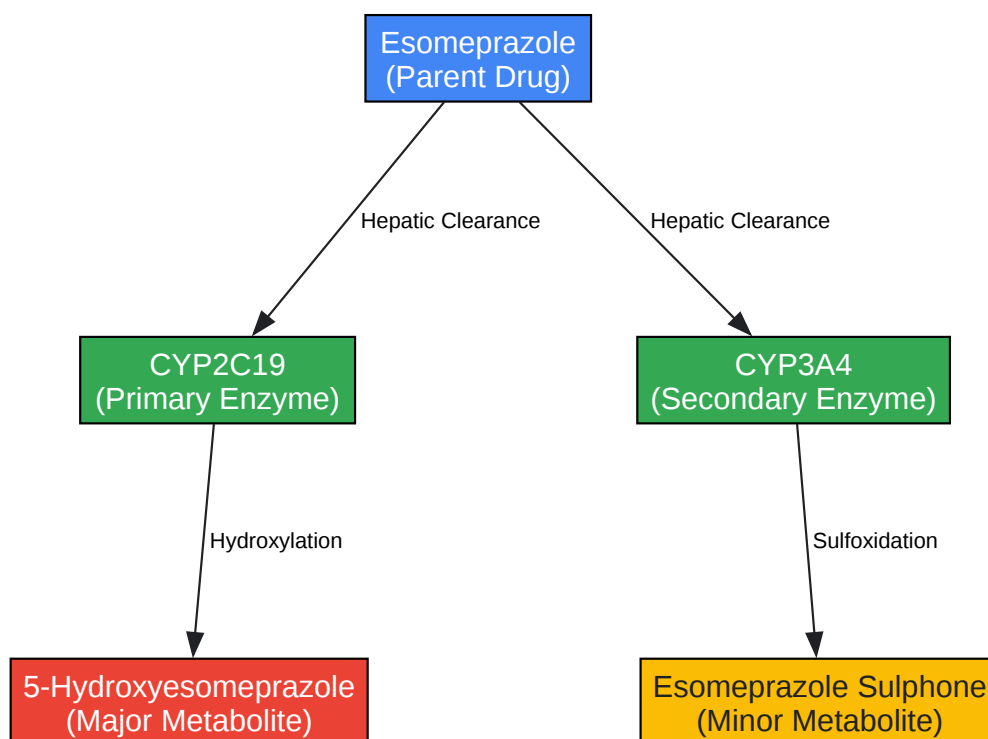 Esomeprazole
(Parent Drug)
Hepatic Clearance
Hepatic Clearance
CYP2C19
(Primary Enzyme)
CYP3A4
(Secondary Enzyme)
Hydroxylation
Sulfoxidation
5-Hydroxyesomeprazole
(Major Metabolite)
Esomeprazole Sulphone
(Minor Metabolite)